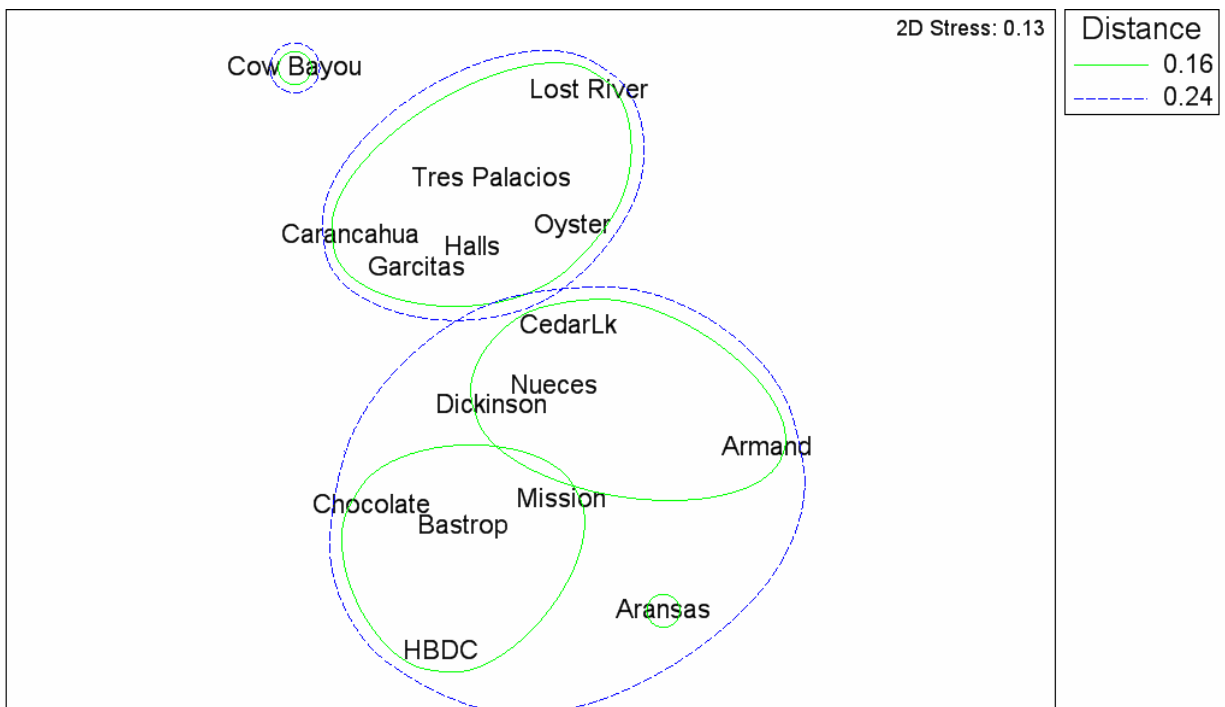 2D Stress: 0.13
Distance
0.16
0.24
Cow Bayou
Lost River
Tres Palacios
Oyster
Carancahua
Halls
Garcitas
CedarLk
Nueces
Dickinson
Armand
Mission
Chocolate
Bastrop
Aransas
HBDC